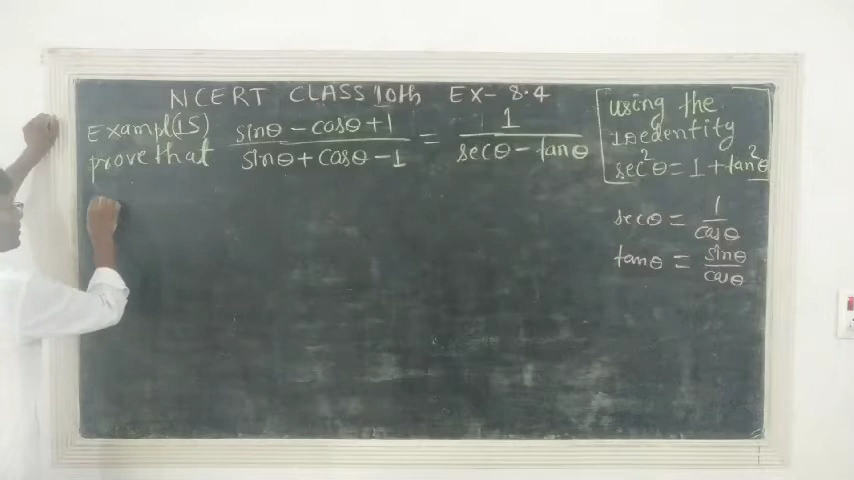 NCERT CLASS 10th EX- 8.4
Exampl(15) sinθ - cosθ + 1 / sinθ + cosθ - 1 = 1 / secθ - tanθ
prove that
using the
Idedentity
sec²θ = 1 + tan²θ
secθ = 1/cosθ
tanθ = sinθ/cosθ